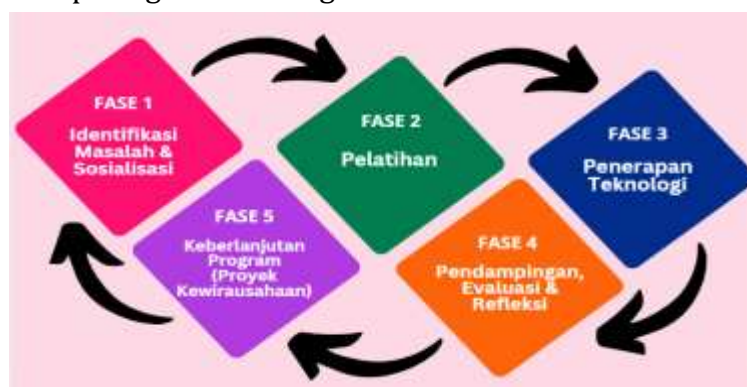 FASE 1
Identifikasi
Masalah &
Sosialisasi
FASE 2
Pelatihan
FASE 3
Penerapan
Teknologi
FASE 4
Pendampingan,
Evaluasi &
Refleksi
FASE 5
Keberlanjutan
Program
(Proyek
Kewirausahaan)